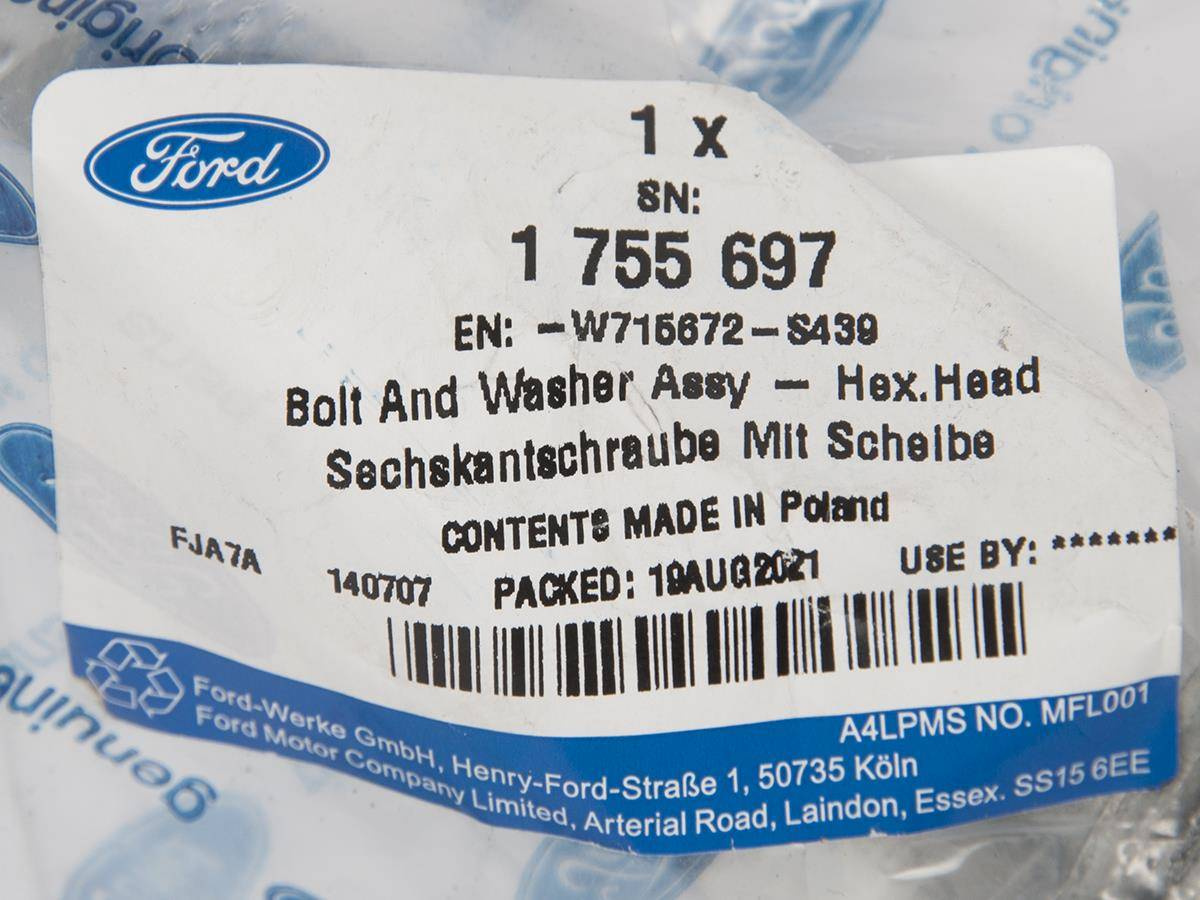 Ford
1 x
SN:
1 755 697
EN: -W715672-S439
Bolt And Washer Assy - Hex.Head
Sechskantschraube Mit Scheibe
CONTENTS MADE IN Poland
FJA7A
140707 PACKED: 19AUG2021 USE BY: *******
A4LPMS NO. MFL001
Ford-Werke GmbH, Henry-Ford-Straße 1, 50735 Köln
Ford Motor Company Limited, Arterial Road, Laindon, Essex. SS15 6EE
genuine